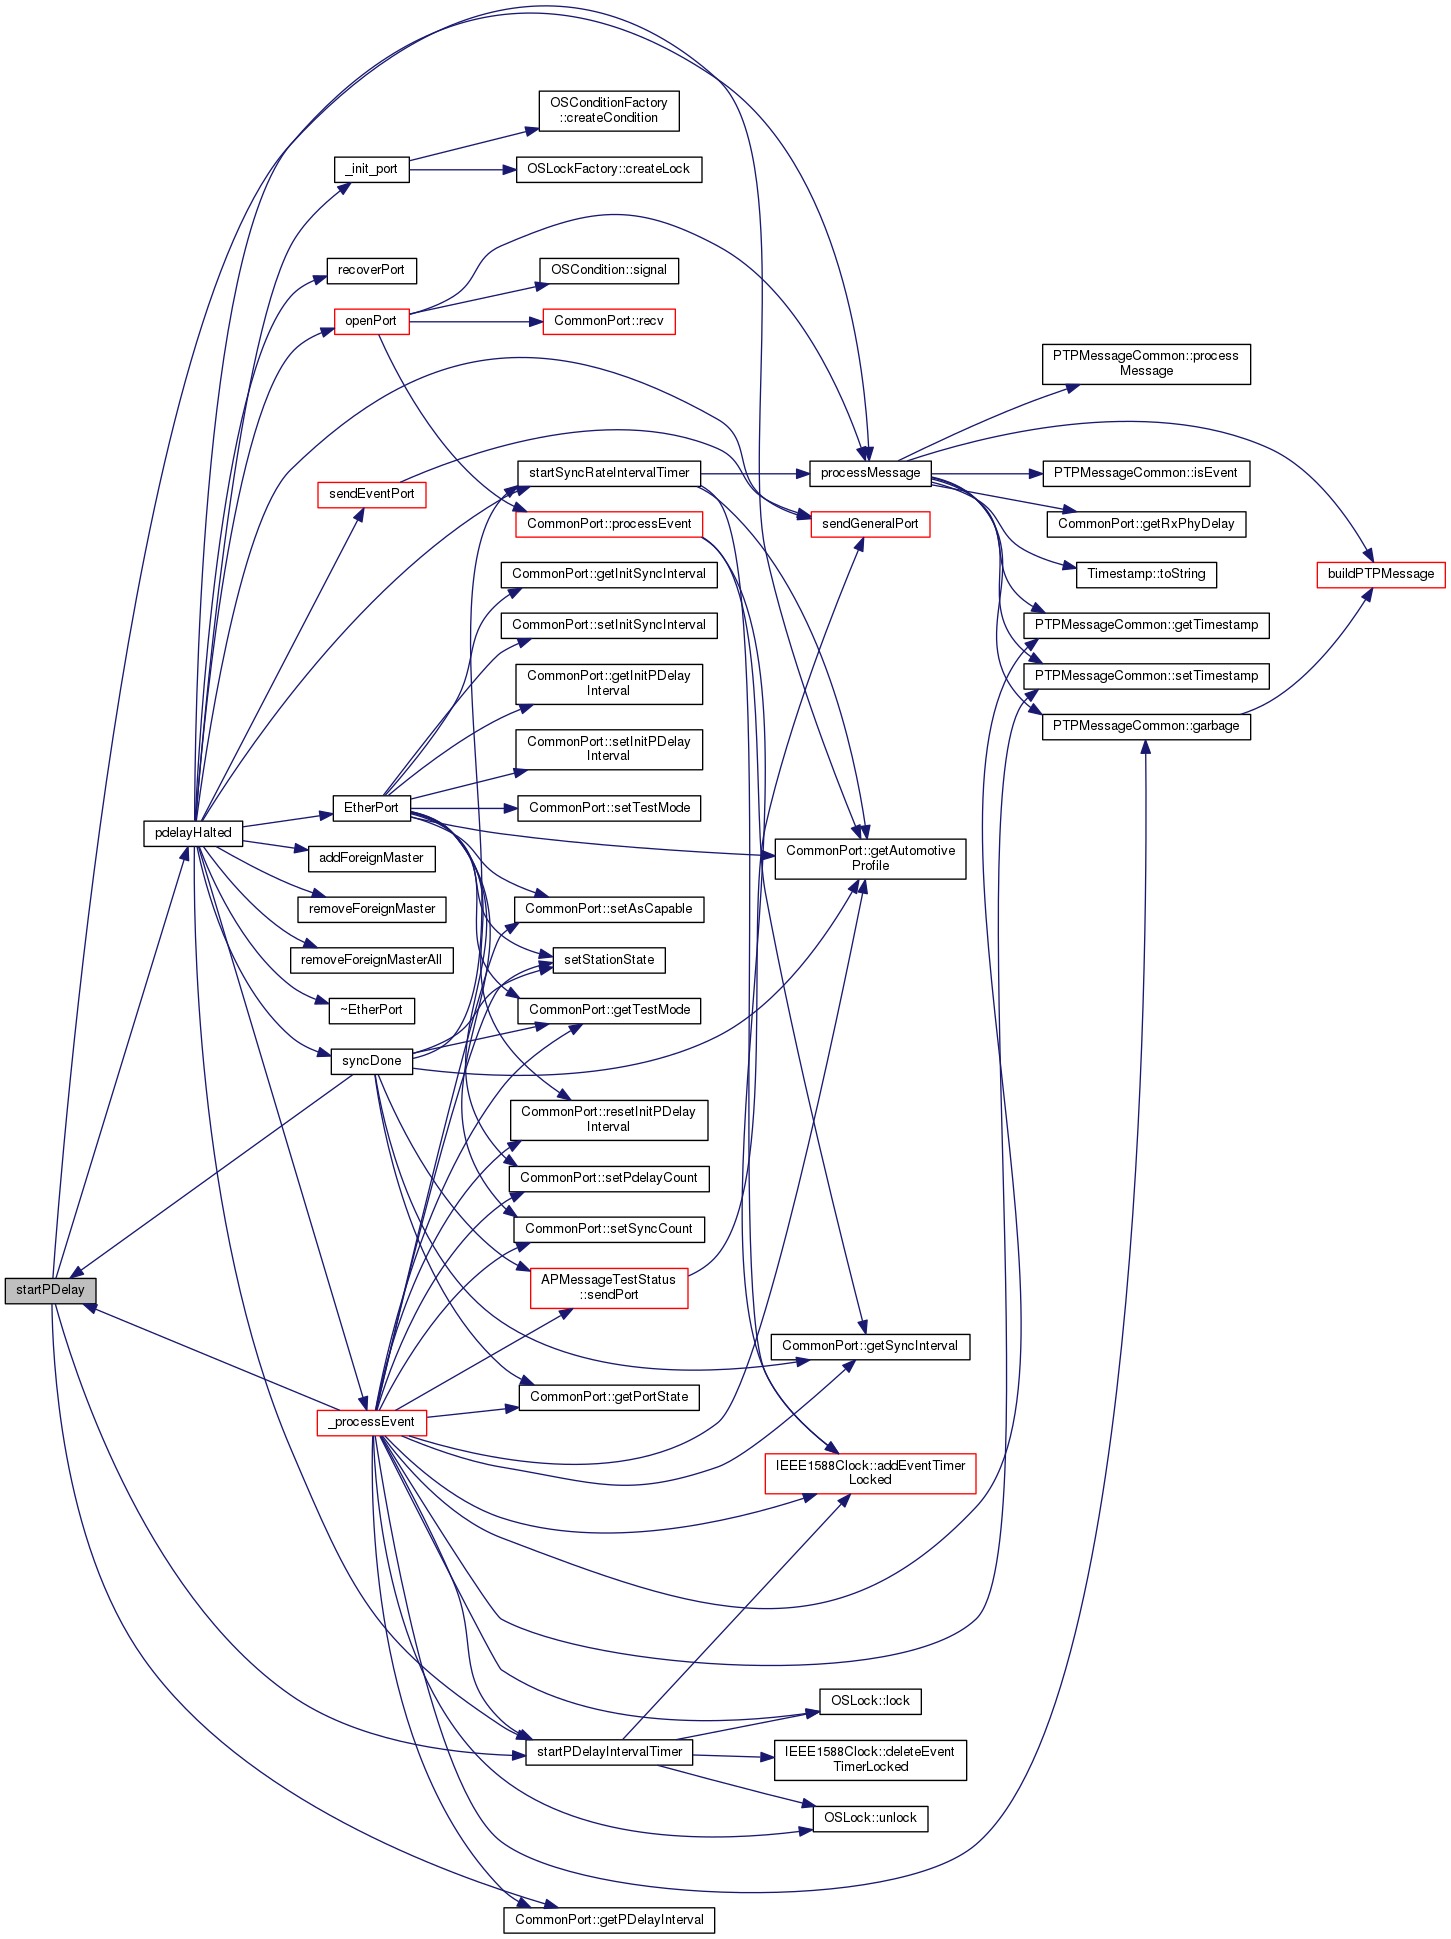 OSConditionFactory
::createCondition
_init_port
OSLockFactory::createLock
recoverPort
OSCondition::signal
openPort
CommonPort::recv
PTPMessageCommon::process
Message
startSyncRateIntervalTimer
processMessage
PTPMessageCommon::isEvent
sendEventPort
CommonPort::processEvent
sendGeneralPort
CommonPort::getRxPhyDelay
CommonPort::getInitSyncInterval
Timestamp::toString
buildPTPMessage
CommonPort::setInitSyncInterval
PTPMessageCommon::getTimestamp
CommonPort::getInitPDelay
Interval
PTPMessageCommon::setTimestamp
PTPMessageCommon::garbage
CommonPort::setInitPDelay
Interval
EtherPort
CommonPort::setTestMode
pdelayHalted
addForeignMaster
CommonPort::getAutomotive
Profile
removeForeignMaster
CommonPort::setAsCapable
removeForeignMasterAll
setStationState
~EtherPort
CommonPort::getTestMode
syncDone
CommonPort::resetInitPDelay
Interval
CommonPort::setPdelayCount
CommonPort::setSyncCount
startPDelay
APMessageTestStatus
::sendPort
CommonPort::getSyncInterval
CommonPort::getPortState
_processEvent
IEEE1588Clock::addEventTimer
Locked
OSLock::lock
startPDelayIntervalTimer
IEEE1588Clock::deleteEvent
TimerLocked
OSLock::unlock
CommonPort::getPDelayInterval